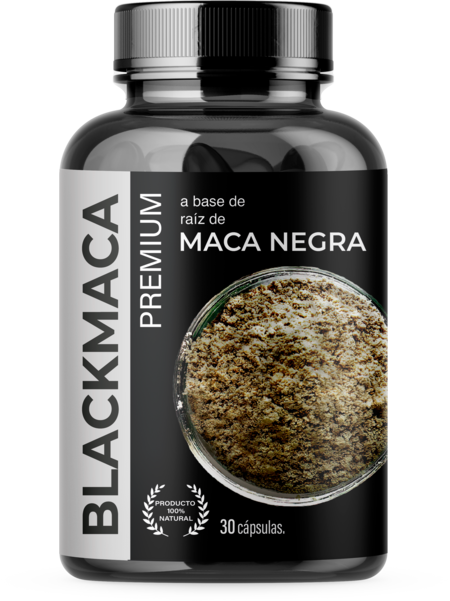 BLACKMACA
PREMIUM
a base de
raíz de
MACA NEGRA
PRODUCTO
100%
NATURAL
30 cápsulas.